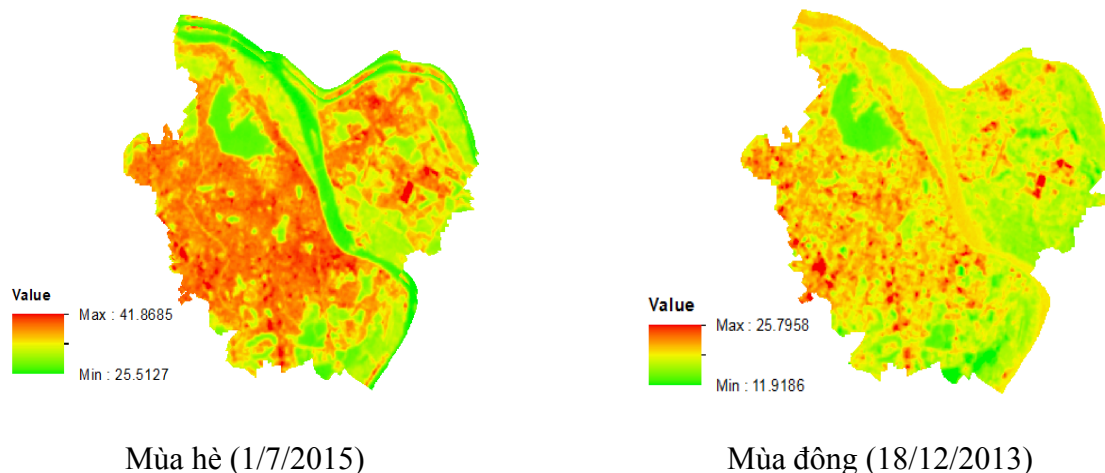 Value
Max : 41.8685
Min : 25.5127
Value
Max : 25.7958
Min : 11.9186
Mùa hè (1/7/2015)
Mùa đông (18/12/2013)